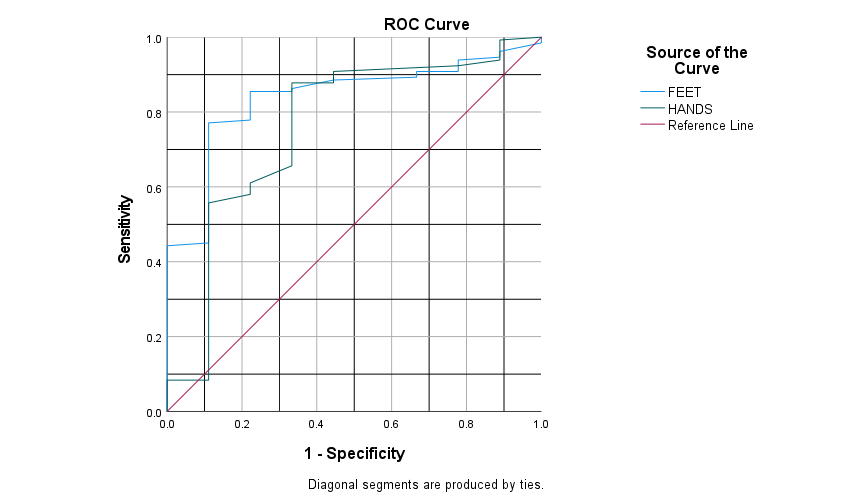 ROC Curve
1.0
0.8
0.6
0.4
0.2
0.0
Sensitivity
0.0 0.2 0.4 0.6 0.8 1.0
1 - Specificity
Diagonal segments are produced by ties.
Source of the
Curve
FEET
HANDS
Reference Line